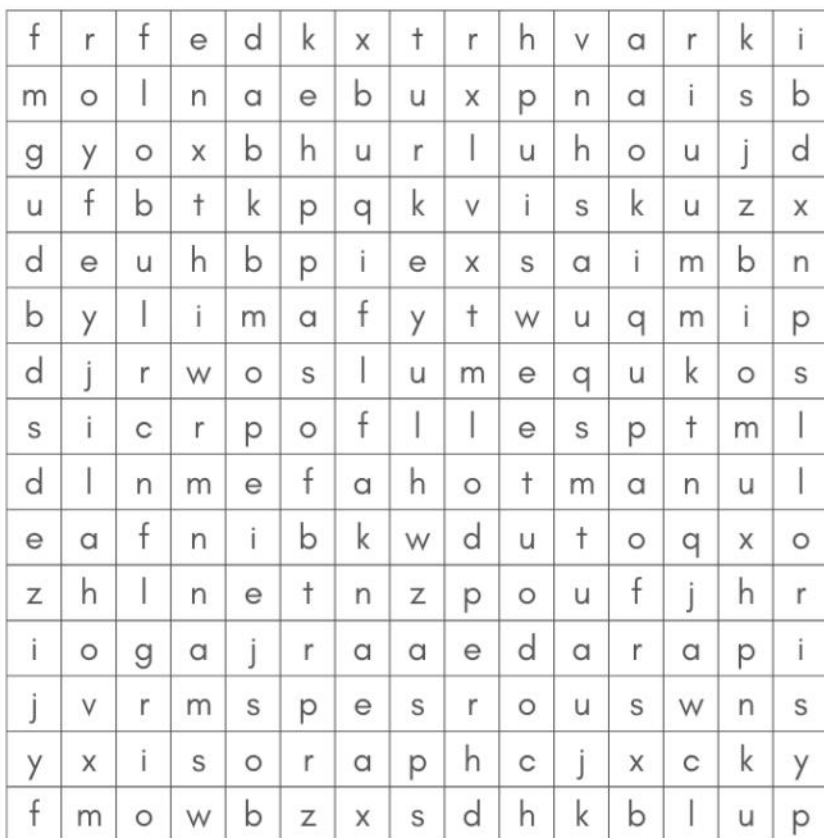 f r f e d k x t r h v a r k i
m o l n a e b u x p n a i s b
g y o x b h u r l u h o u j d
u f b t k p q k v i s k u z x
d e u h b p i e x s a i m b n
b y l i m a f y t w u q m i p
d j r w o s l u m e q u k o s
s i c r p o f l l e s p t m l
d l n m e f a h o t m a n u l
e a f n i b k w d u t o q x o
z h l n e t n z p o u f j h r
i o g a j r a a e d a r a p i
j v r m s p e s r o u s w n s
y x i s o r a p h c j x c k y
f m o w b z x s d h k b l u p